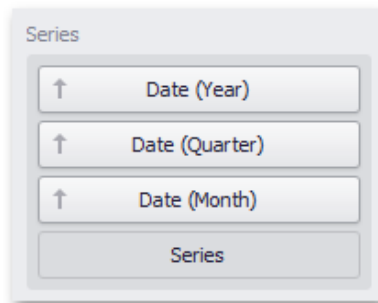 Series
Date (Year)
Date (Quarter)
Date (Month)
Series